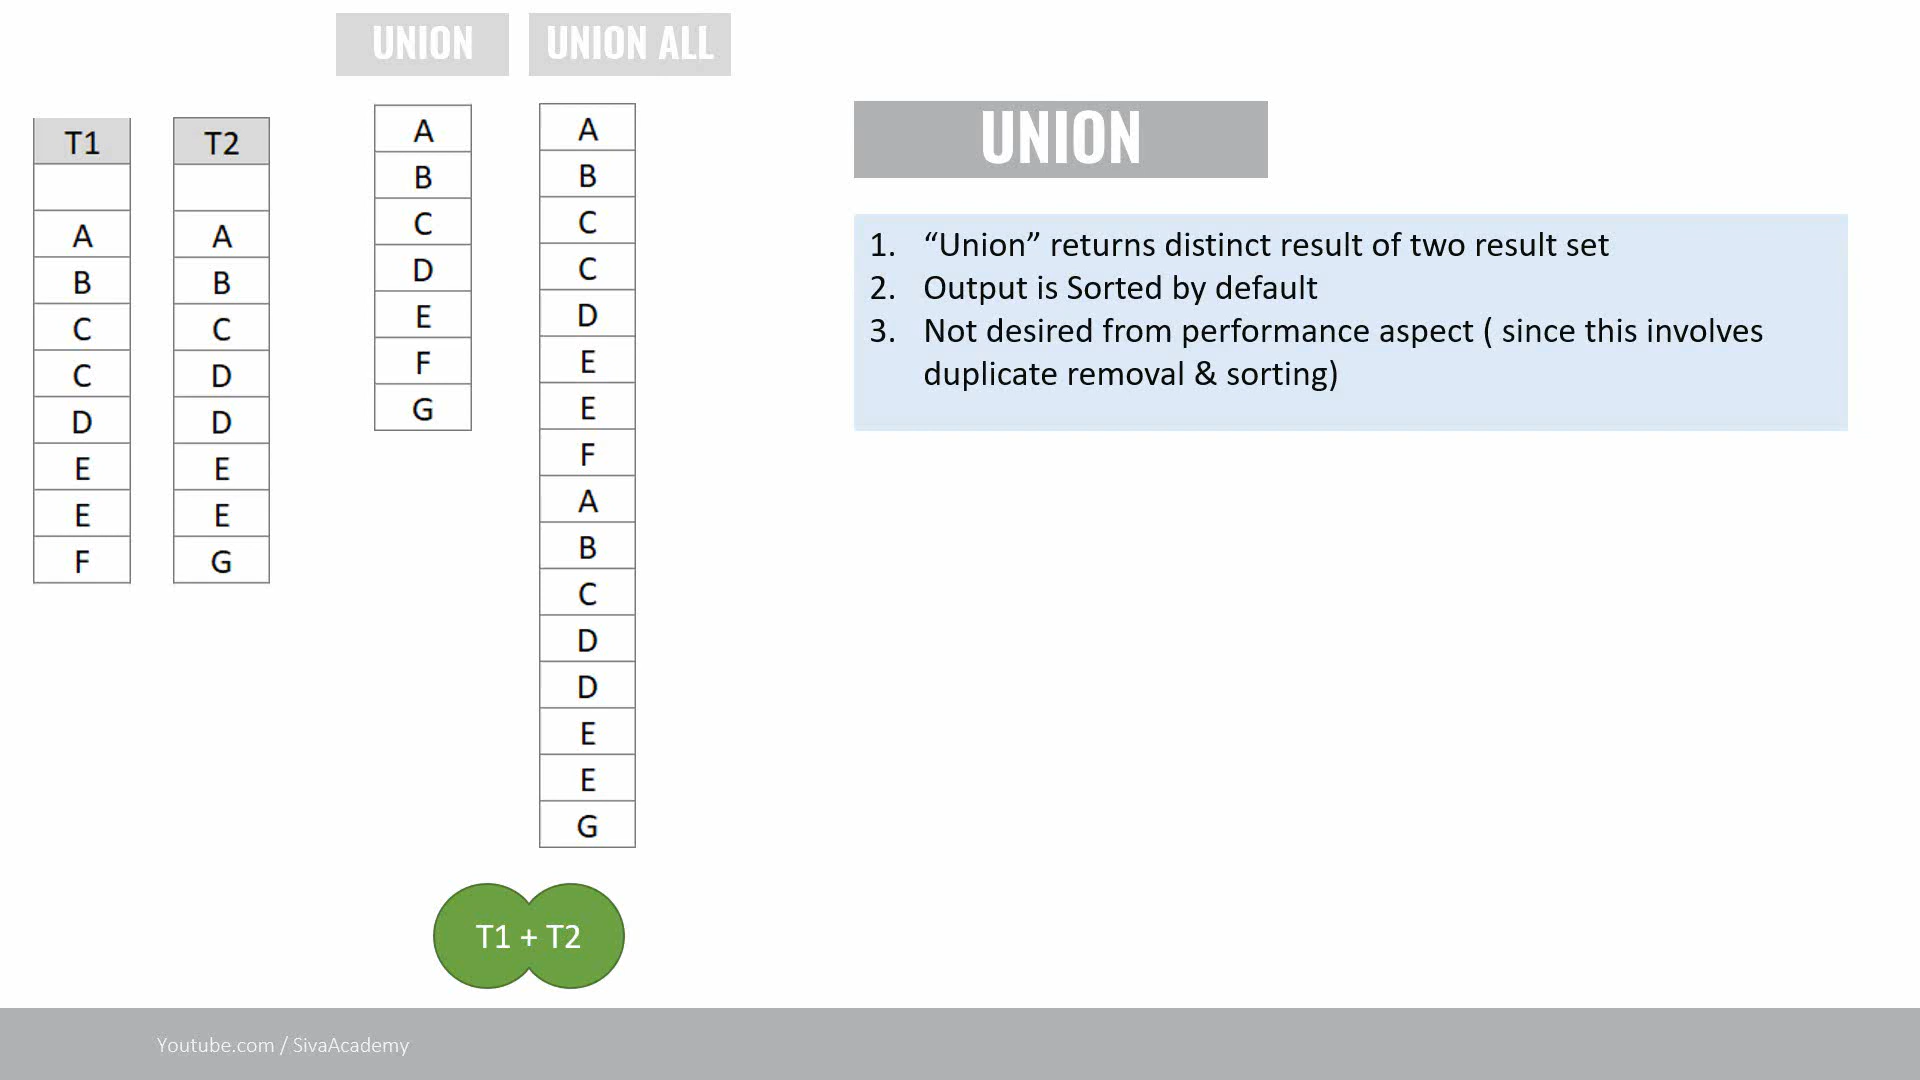 UNION
UNION ALL
T1
A
B
C
C
D
E
E
F
T2
A
B
C
D
D
E
E
G
A
B
C
D
E
F
G
A
B
C
C
D
E
E
F
A
B
C
D
D
E
E
G
T1 + T2
UNION
1. “Union” returns distinct result of two result set
2. Output is Sorted by default
3. Not desired from performance aspect ( since this involves
duplicate removal & sorting)
Youtube.com / SivaAcademy